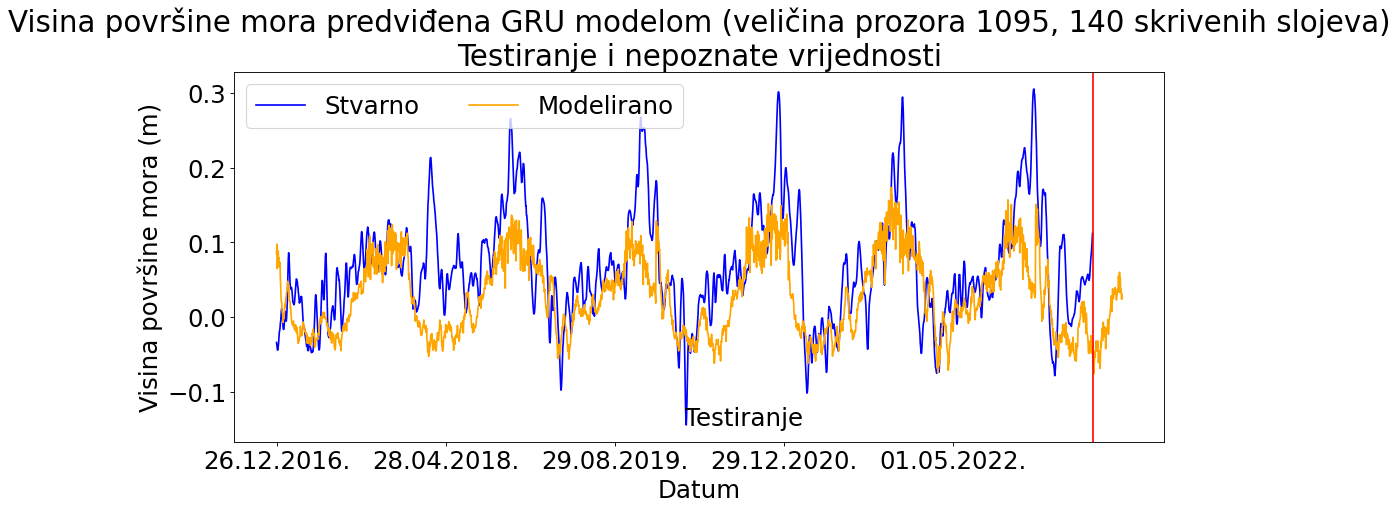 Visina površine mora predviđena GRU modelom (veličina prozora 1095, 140 skrivenih slojeva)
Testiranje i nepoznate vrijednosti
Stvarno Modelirano
Visina površine mora (m)
0.3
0.2
0.1
0.0
−0.1
Testiranje
26.12.2016. 28.04.2018. 29.08.2019. 29.12.2020. 01.05.2022.
Datum